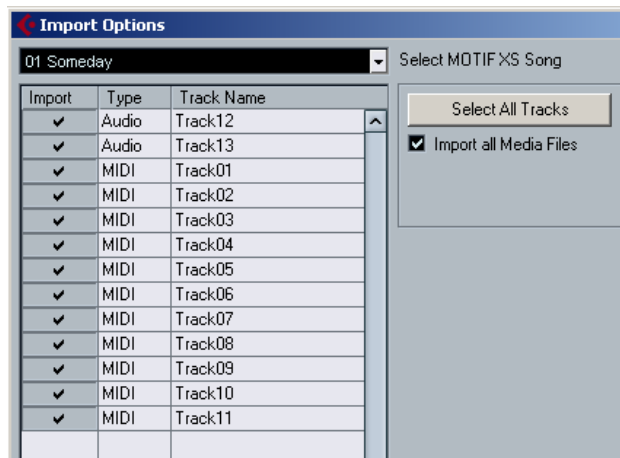 Import Options
01 Someday
Select MOTIF XS Song
Import Type Track Name
Select All Tracks
Import all Media Files
Audio Track12
Audio Track13
MIDI Track01
MIDI Track02
MIDI Track03
MIDI Track04
MIDI Track05
MIDI Track06
MIDI Track07
MIDI Track08
MIDI Track09
MIDI Track10
MIDI Track11